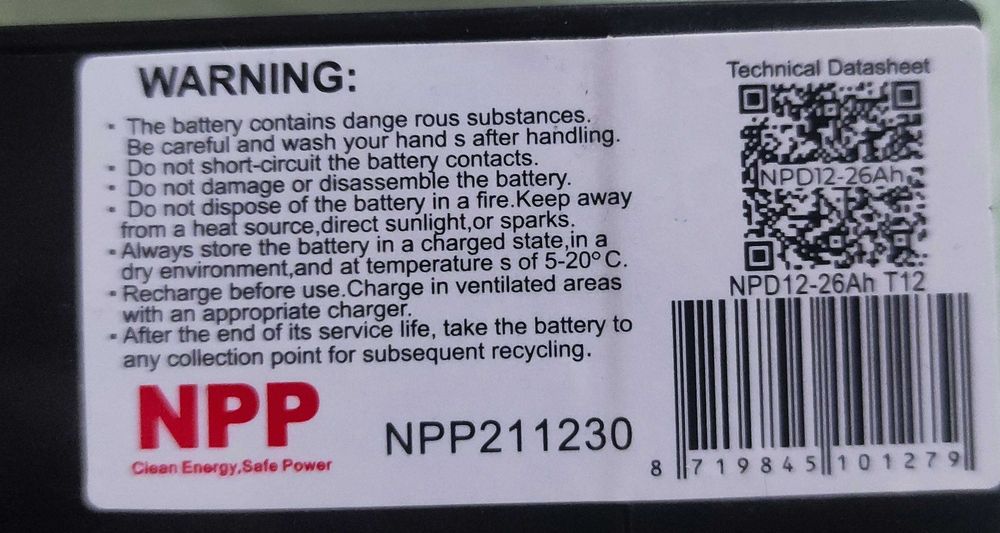 WARNING:
• The battery contains dange rous substances.
Be careful and wash your hand s after handling.
• Do not short-circuit the battery contacts.
• Do not damage or disassemble the battery.
• Do not dispose of the battery in a fire.Keep away
from a heat source,direct sunlight,or sparks.
• Always store the battery in a charged state,in a
dry environment,and at temperature s of 5-20°C.
• Recharge before use.Charge in ventilated areas
with an appropriate charger.
• After the end of its service life, take the battery to
any collection point for subsequent recycling.
NPP
Clean Energy,Safe Power
NPP211230
Technical Datasheet
NPD12-26Ah
NPD12-26Ah T12
8 719845 101279